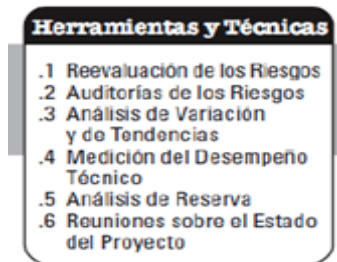 Herramientas y Técnicas
.1 Reevaluación de los Riesgos
.2 Auditorías de los Riesgos
.3 Análisis de Variación
y de Tendencias
.4 Medición del Desempeño
Técnico
.5 Análisis de Reserva
.6 Reuniones sobre el Estado
del Proyecto